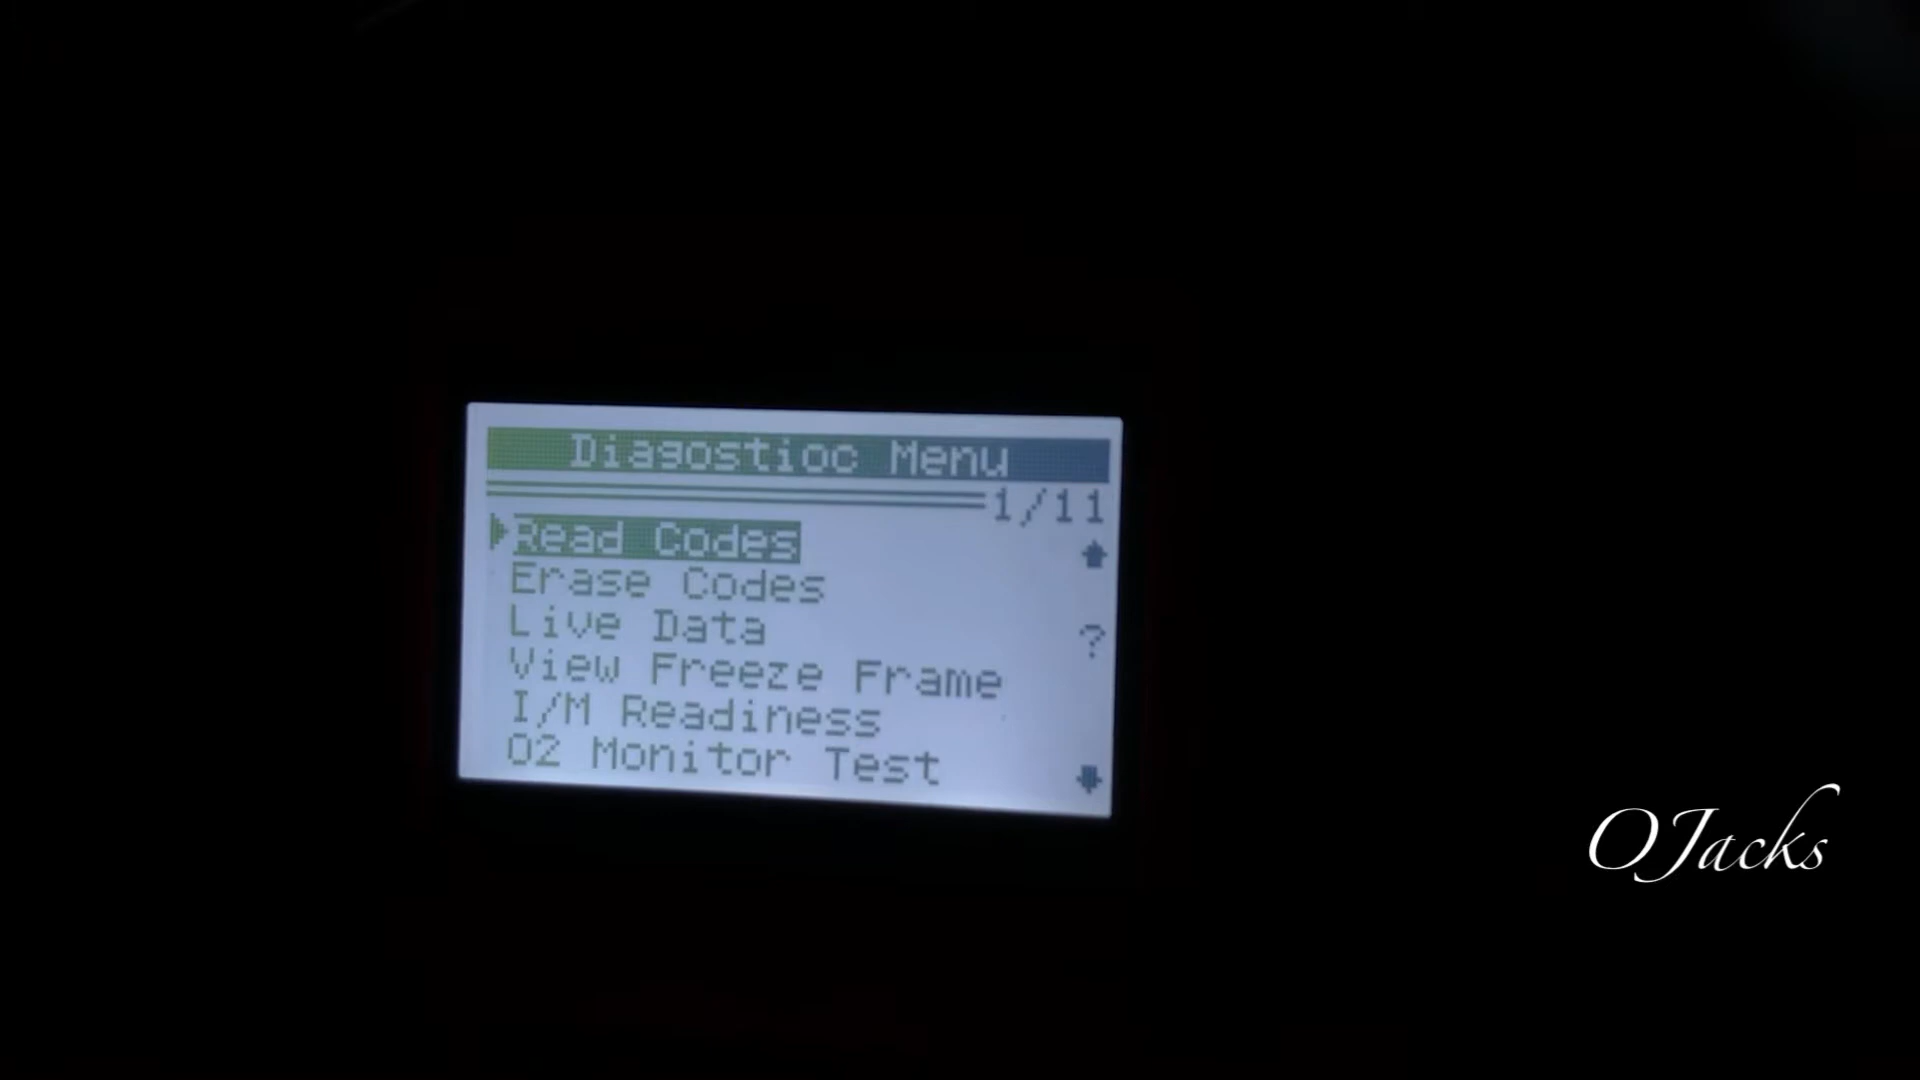 Diagostioc Menu
1/11
Read Codes
Erase Codes
Live Data
?
View Freeze Frame
I/M Readiness
O2 Monitor Test
OJacks